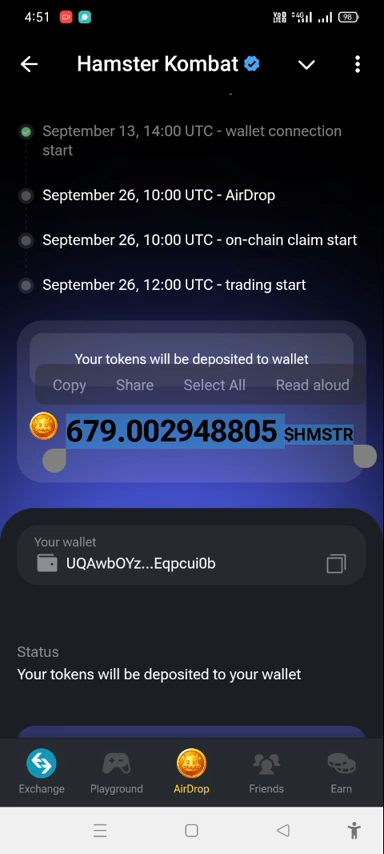 4:51
Vo LTE 4G 98
Hamster Kombat
September 13, 14:00 UTC - wallet connection
start
September 26, 10:00 UTC - AirDrop
September 26, 10:00 UTC - on-chain claim start
September 26, 12:00 UTC - trading start
Your tokens will be deposited to wallet
Copy Share Select All Read aloud
679.002948805 $HMSTR
Your wallet
UQAwbOYz...Eqpcui0b
Status
Your tokens will be deposited to your wallet
Exchange Playground AirDrop Friends Earn